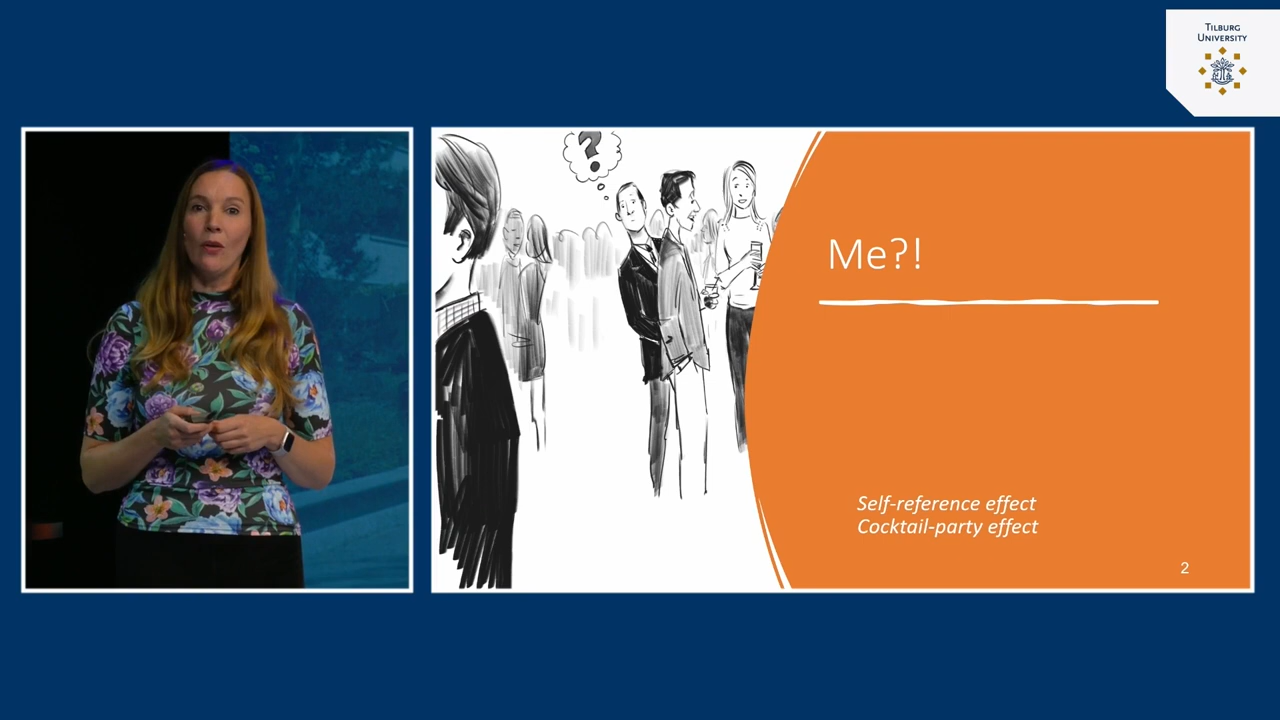 TILBURG
UNIVERSITY
?
Me?!
Self-reference effect
Cocktail-party effect
2